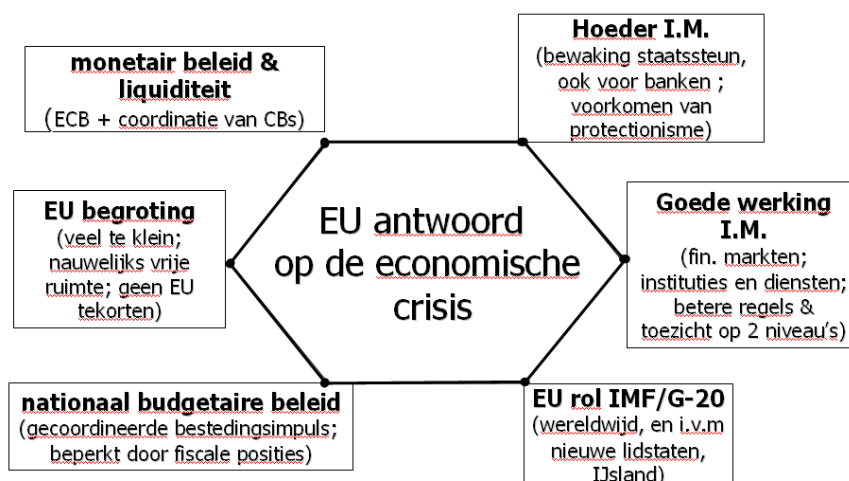 monetair beleid &
liquiditeit
(ECB + coordinatie van CBs)
Hoeder I.M.
(bewaking staatssteun,
ook voor banken ;
voorkomen van
protectionisme)
EU begroting
(veel te klein;
nauwelijks vrije
ruimte; geen EU
tekorten)
EU antwoord
op de economische
crisis
Goede werking
I.M.
(fin. markten;
instituties en diensten;
betere regels &
toezicht op 2 niveau's)
nationaal budgetaire beleid
(gecoordineerde bestedingsimpuls;
beperkt door fiscale posities)
EU rol IMF/G-20
(wereldwijd, en i.v.m
nieuwe lidstaten,
IJsland)